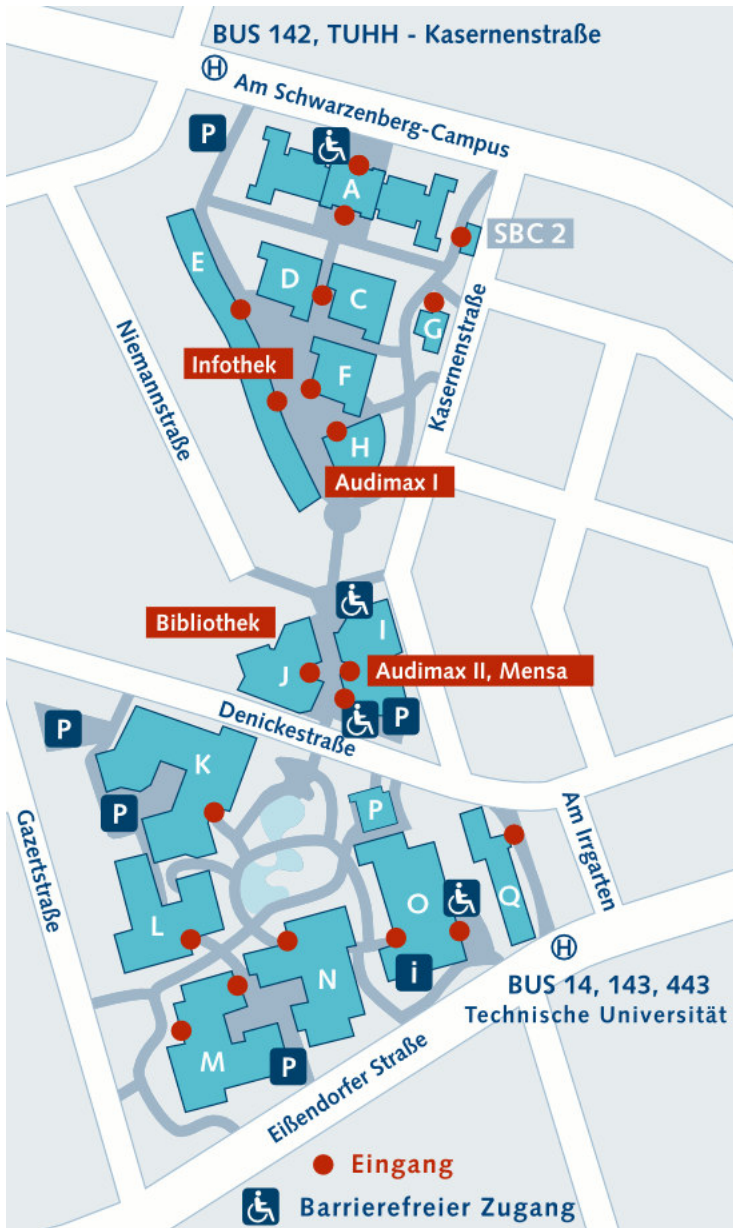 BUS 142, TUHH - Kasernenstraße
H
Am Schwarzenberg-Campus
P
A
SBC 2
E
D
C
G
Niemannstraße
Kasernenstraße
Infothek
F
H
Audimax I
Bibliothek
I
J
Audimax II, Mensa
P
P
Denickestraße
K
P
P
Am Irrgarten
Gazertstraße
L
O
Q
H
i
N
BUS 14, 143, 443
Technische Universität
M
P
Eißendorfer Straße
Eingang
Barrierefreier Zugang